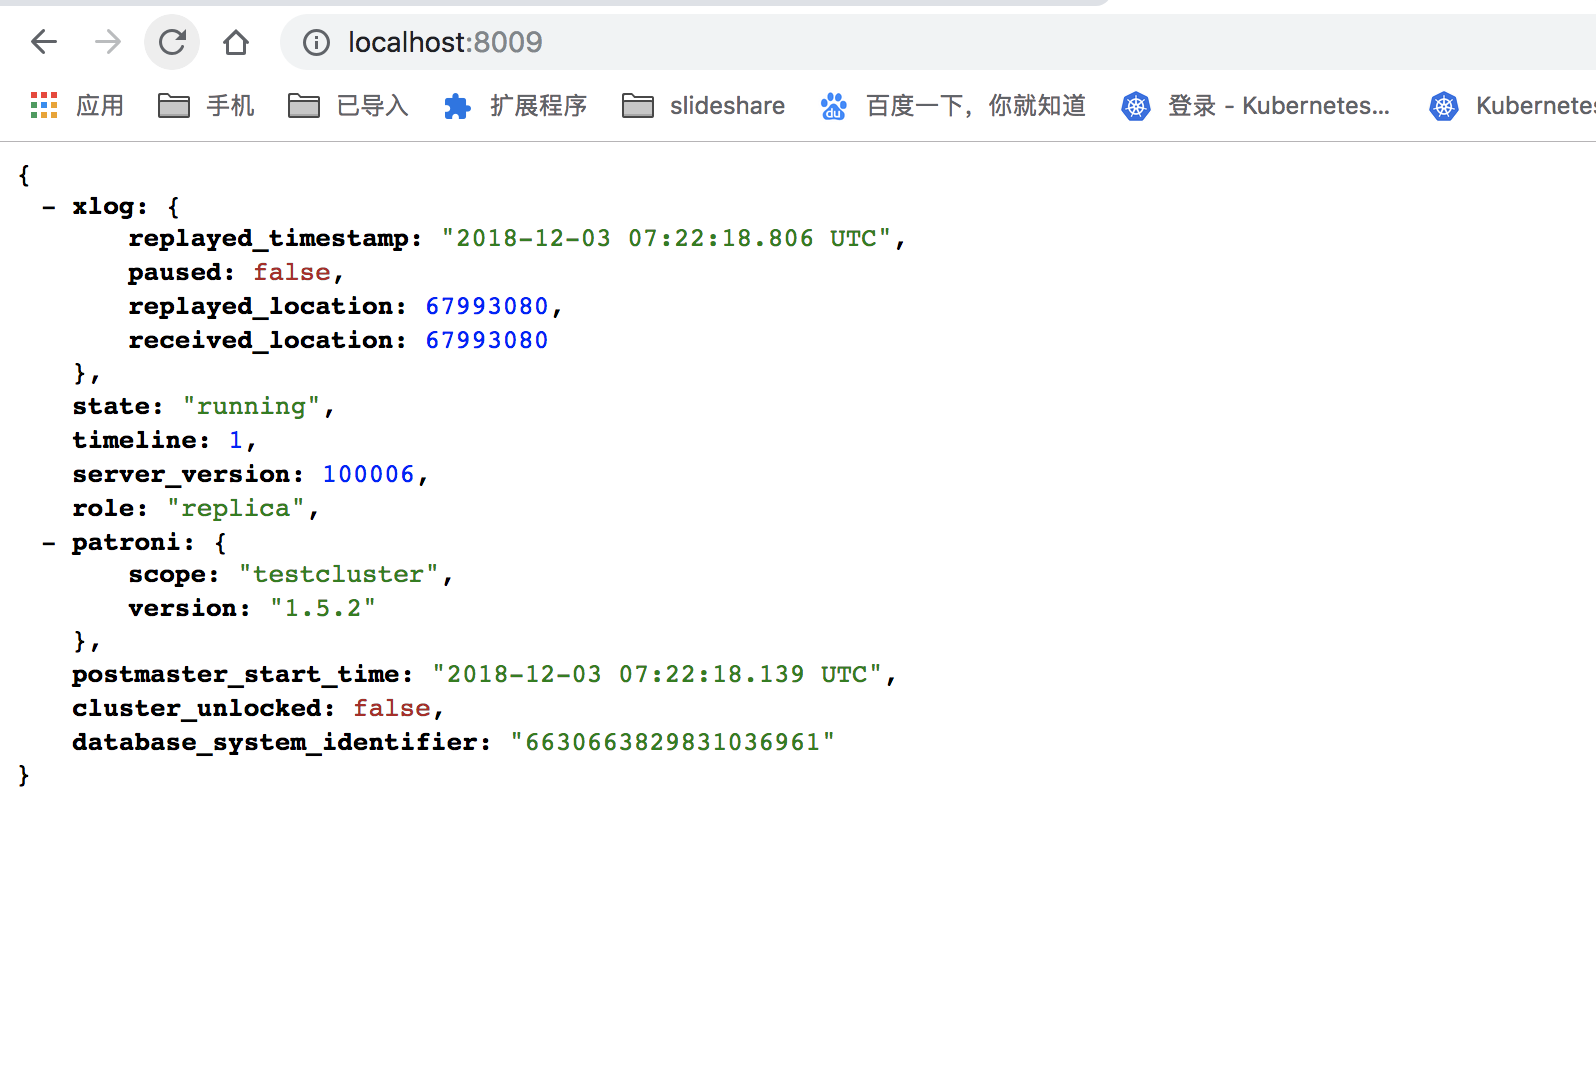 localhost:8009
应用 手机 已导入 扩展程序 slideshare 百度一下，你就知道 登录 - Kubernetes... Kubernetes
{
- xlog: {
replayed_timestamp: "2018-12-03 07:22:18.806 UTC",
paused: false,
replayed_location: 67993080,
received_location: 67993080
},
state: "running",
timeline: 1,
server_version: 100006,
role: "replica",
- patroni: {
scope: "testcluster",
version: "1.5.2"
},
postmaster_start_time: "2018-12-03 07:22:18.139 UTC",
cluster_unlocked: false,
database_system_identifier: "6630663829831036961"
}